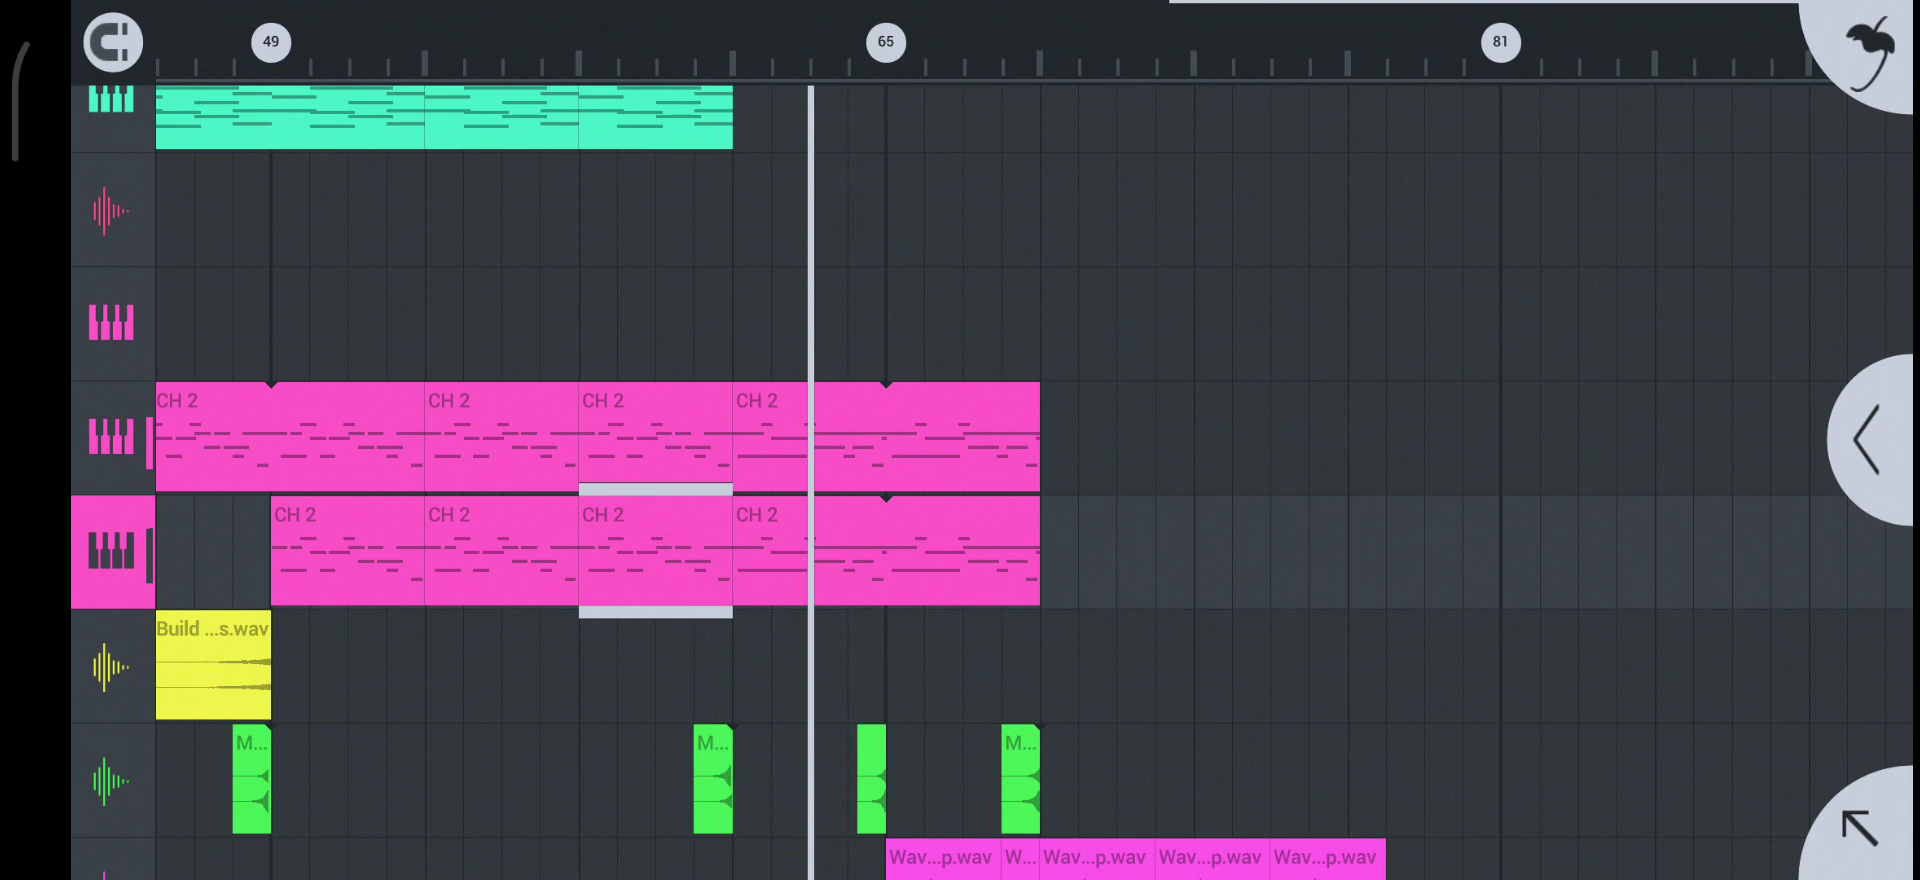 49 65 81
CH 2 CH 2 CH 2 CH 2
CH 2 CH 2 CH 2 CH 2
Build ...s.wav
M... M... M...
Wav...p.wav W... Wav...p.wav Wav...p.wav Wav...p.wav